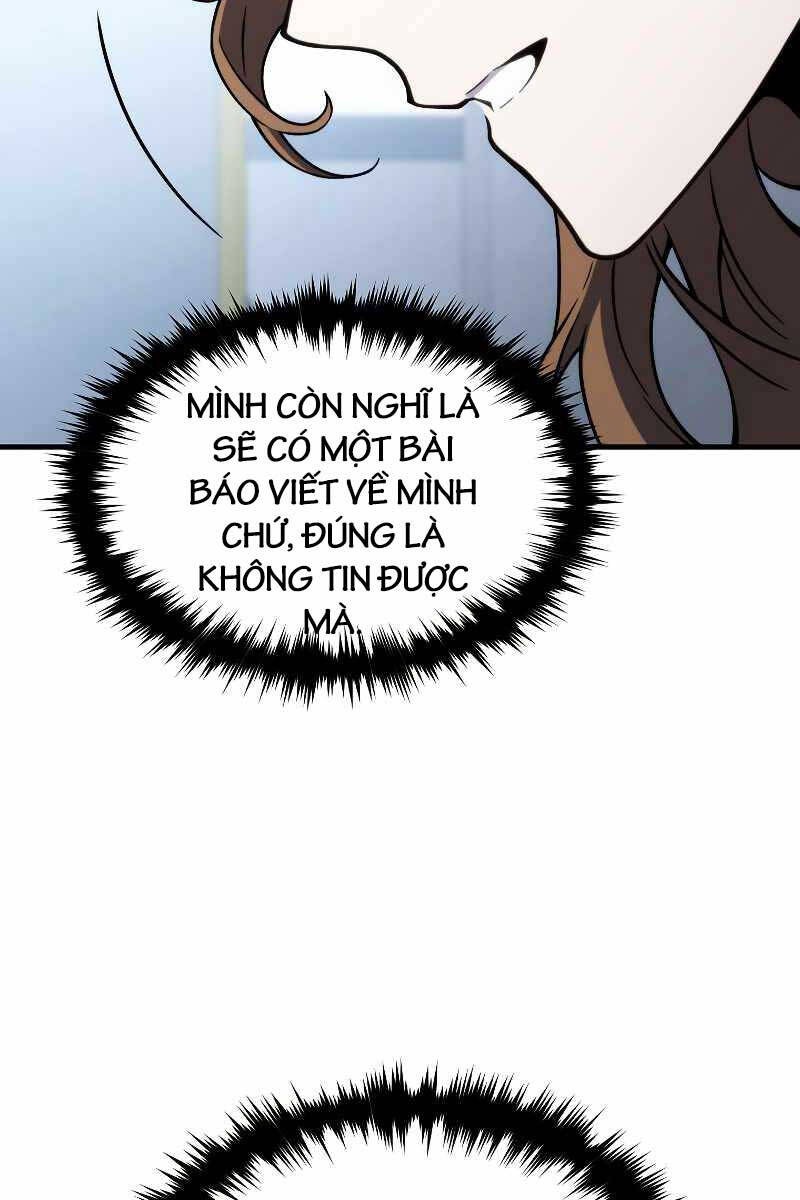 MÌNH CÒN NGHĨ LÀ
SẼ CÓ MỘT BÀI
BÁO VIẾT VỀ MÌNH
CHỨ, ĐÚNG LÀ
KHÔNG TIN ĐƯỢC
MÀ.